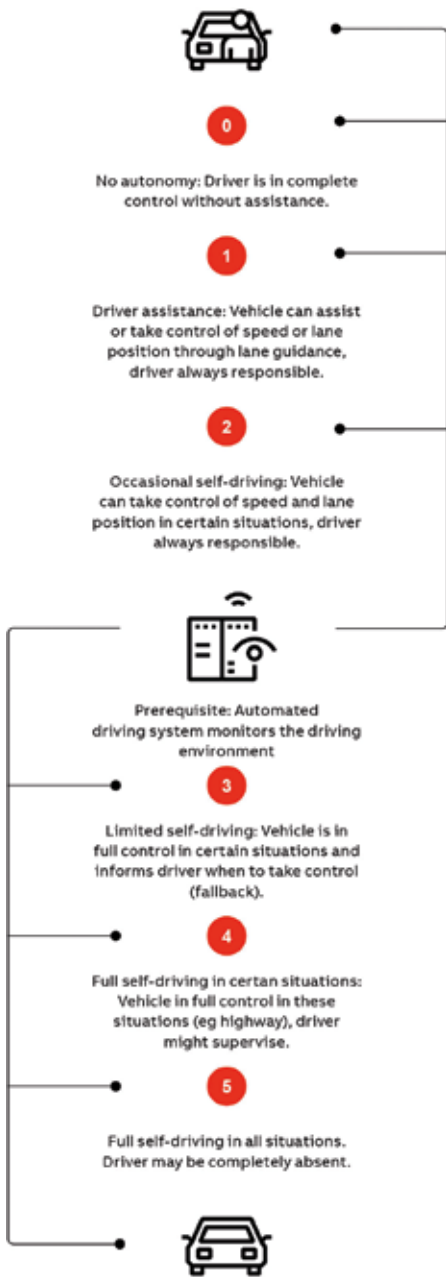 0
No autonomy: Driver is in complete
control without assistance.
1
Driver assistance: Vehicle can assist
or take control of speed or lane
position through lane guidance,
driver always responsible.
2
Occasional self-driving: Vehicle
can take control of speed and lane
position in certain situations, driver
always responsible.
Prerequisite: Automated
driving system monitors the driving
environment
3
Limited self-driving: Vehicle is in
full control in certain situations and
informs driver when to take control
(fallback).
4
Full self-driving in certan situations:
Vehicle in full control in these
situations (eg highway), driver
might supervise.
5
Full self-driving in all situations.
Driver may be completely absent.